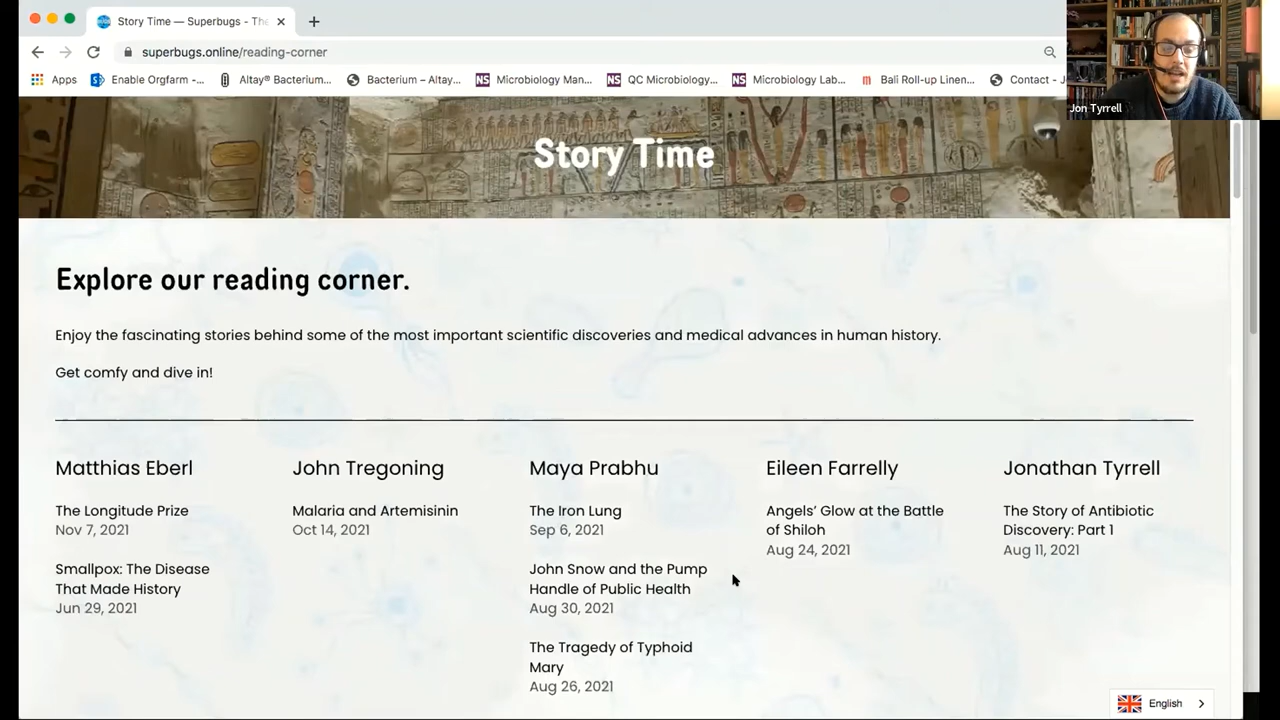 Story Time — Superbugs - The
superbugs.online/reading-corner
Apps Enable Orgfarm -... Altay® Bacterium... Bacterium – Altay... Microbiology Man... QC Microbiology... Microbiology Lab... Bali Roll-up Linen... Contact - J
Jon Tyrrell
Story Time
Explore our reading corner.
Enjoy the fascinating stories behind some of the most important scientific discoveries and medical advances in human history.
Get comfy and dive in!
Matthias Eberl
The Longitude Prize
Nov 7, 2021
Smallpox: The Disease
That Made History
Jun 29, 2021
John Tregoning
Malaria and Artemisinin
Oct 14, 2021
Maya Prabhu
The Iron Lung
Sep 6, 2021
John Snow and the Pump
Handle of Public Health
Aug 30, 2021
The Tragedy of Typhoid
Mary
Aug 26, 2021
Eileen Farrelly
Angels’ Glow at the Battle
of Shiloh
Aug 24, 2021
Jonathan Tyrrell
The Story of Antibiotic
Discovery: Part 1
Aug 11, 2021
English